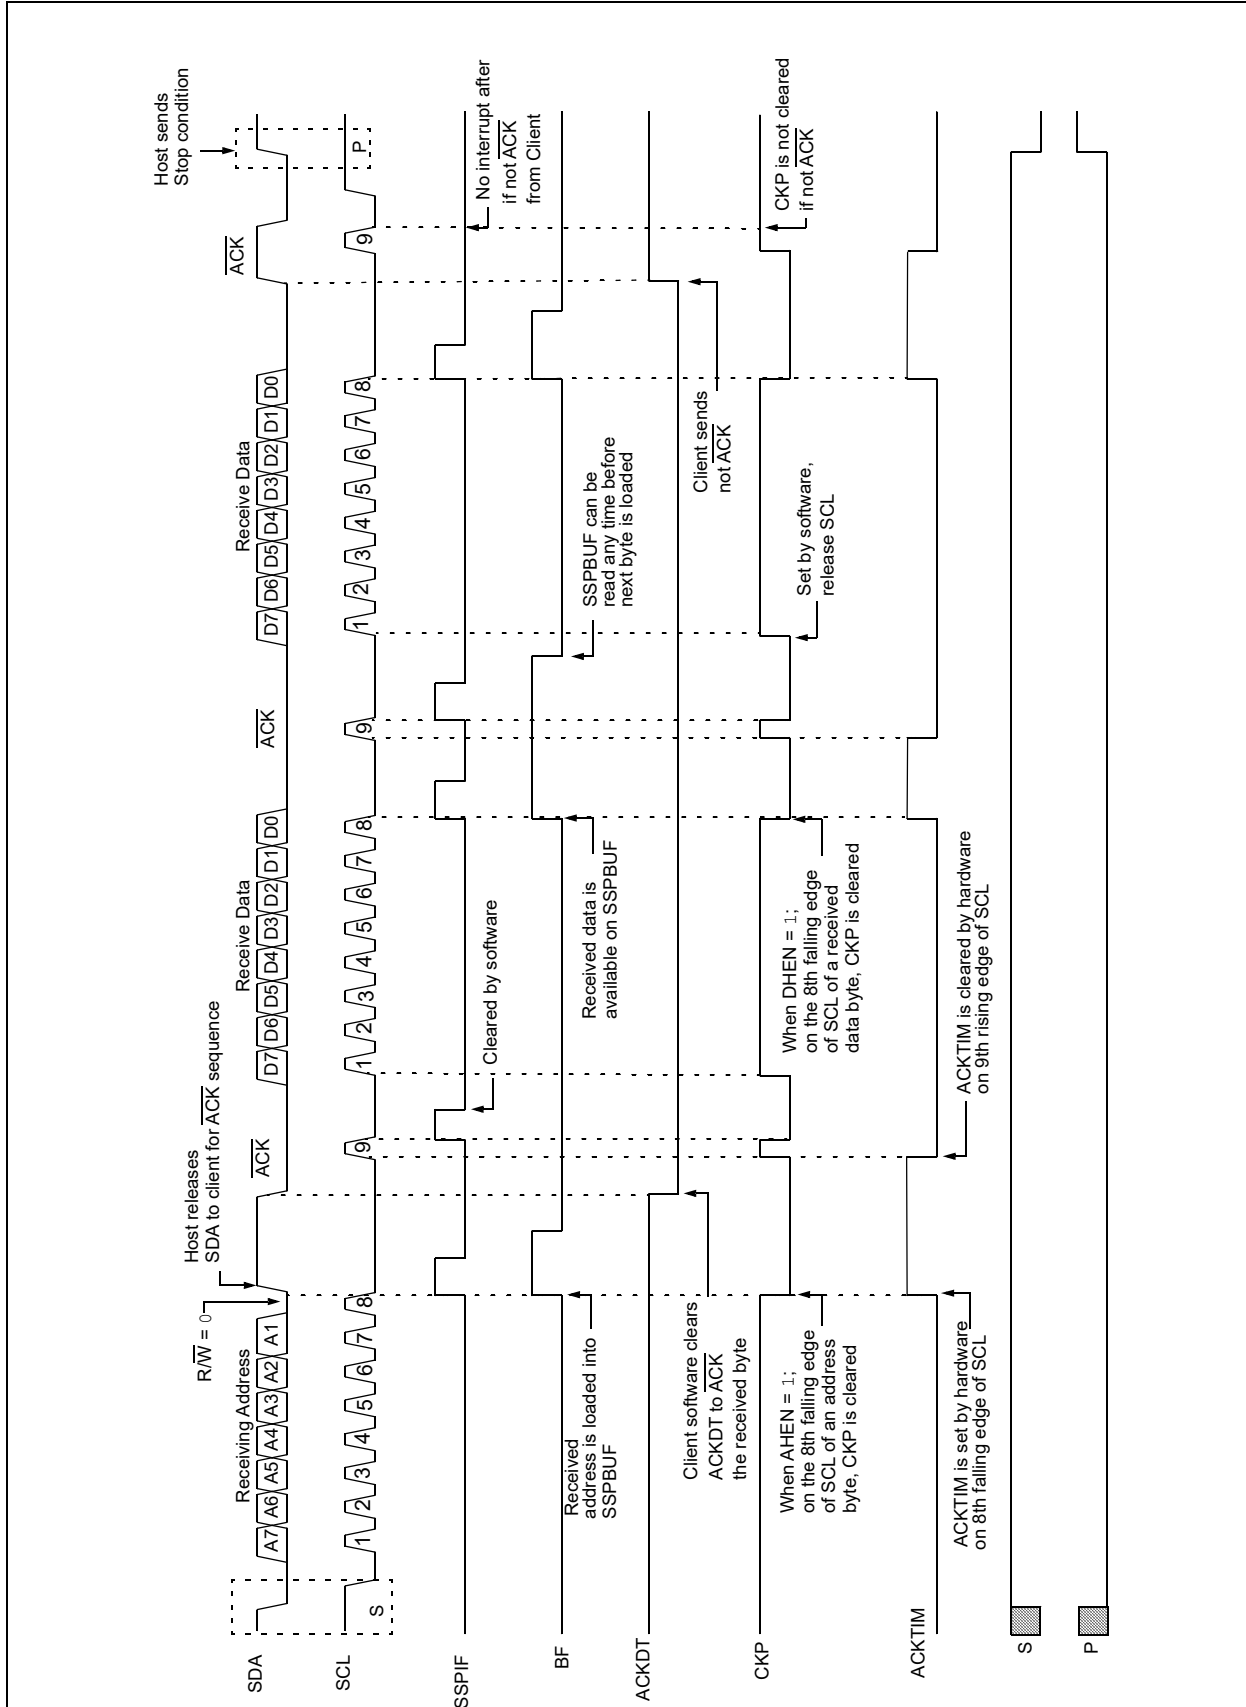 Host sends
Stop condition
Host releases
SDA to client for ACK sequence
R/W = 0
SDA
Receiving Address
A7 A6 A5 A4 A3 A2 A1
ACK
Receive Data
D7 D6 D5 D4 D3 D2 D1 D0
ACK
Receive Data
D7 D6 D5 D4 D3 D2 D1 D0
ACK
SCL
S
1 2 3 4 5 6 7 8 9
1 2 3 4 5 6 7 8 9
1 2 3 4 5 6 7 8 9
P
SSPIF
Cleared by software
No interrupt after
if not ACK
from Client
BF
Received
address is loaded into
SSPBUF
Received data is
available on SSPBUF
SSPBUF can be
read any time before
next byte is loaded
ACKDT
Client software clears
ACKDT to ACK
the received byte
Client sends
not ACK
CKP
When AHEN = 1;
on the 8th falling edge
of SCL of an address
byte, CKP is cleared
When DHEN = 1;
on the 8th falling edge
of SCL of a received
data byte, CKP is cleared
Set by software,
release SCL
CKP is not cleared
if not ACK
ACKTIM
ACKTIM is set by hardware
on 8th falling edge of SCL
ACKTIM is cleared by hardware
on 9th rising edge of SCL
S
P